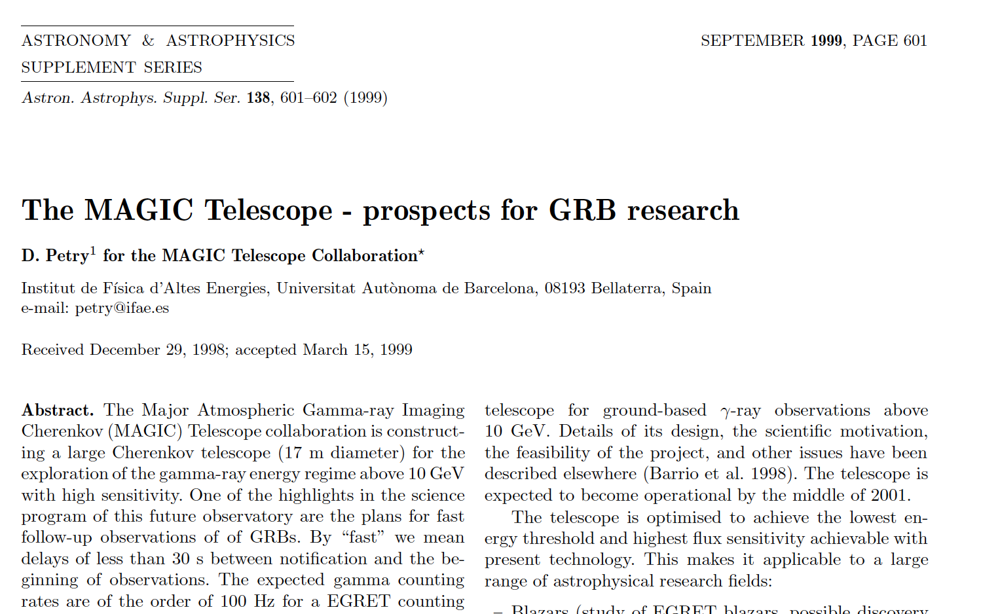 ASTRONOMY & ASTROPHYSICS
SUPPLEMENT SERIES
SEPTEMBER 1999, PAGE 601
Astron. Astrophys. Suppl. Ser. 138, 601–602 (1999)
The MAGIC Telescope - prospects for GRB research
D. Petry¹ for the MAGIC Telescope Collaboration⋆
Institut de Física d'Altes Energies, Universitat Autònoma de Barcelona, 08193 Bellaterra, Spain
e-mail: petry@ifae.es
Received December 29, 1998; accepted March 15, 1999
Abstract. The Major Atmospheric Gamma-ray Imaging
Cherenkov (MAGIC) Telescope collaboration is construct-
ing a large Cherenkov telescope (17 m diameter) for the
exploration of the gamma-ray energy regime above 10 GeV
with high sensitivity. One of the highlights in the science
program of this future observatory are the plans for fast
follow-up observations of of GRBs. By “fast” we mean
delays of less than 30 s between notification and the be-
ginning of observations. The expected gamma counting
rates are of the order of 100 Hz for a EGRET counting
telescope for ground-based γ-ray observations above
10 GeV. Details of its design, the scientific motivation,
the feasibility of the project, and other issues have been
described elsewhere (Barrio et al. 1998). The telescope is
expected to become operational by the middle of 2001.
The telescope is optimised to achieve the lowest en-
ergy threshold and highest flux sensitivity achievable with
present technology. This makes it applicable to a large
range of astrophysical research fields:
– Blazars (study of EGRET blazars, possible discovery